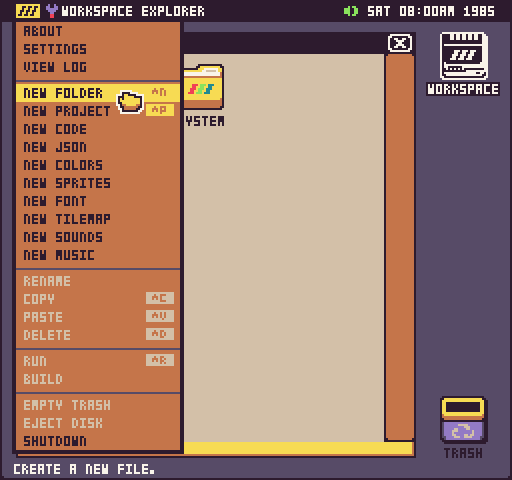 WORKSPACE EXPLORER
SAT 08:00AM 1985
ABOUT
SETTINGS
VIEW LOG
NEW FOLDER ^N
NEW PROJECT ^P
NEW CODE
NEW JSON
NEW COLORS
NEW SPRITES
NEW FONT
NEW TILEMAP
NEW SOUNDS
NEW MUSIC
RENAME
COPY ^C
PASTE ^V
DELETE ^D
RUN ^R
BUILD
EMPTY TRASH
EJECT DISK
SHUTDOWN
YSTEM
WORKSPACE
TRASH
CREATE A NEW FILE.